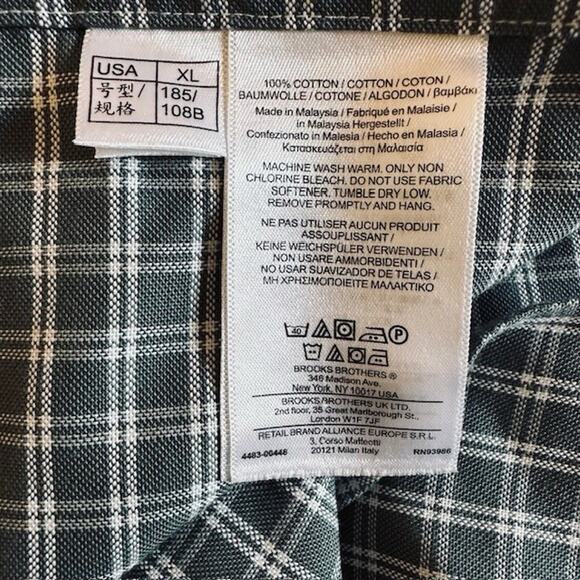 USA XL
号型/ 185/
规格 108B
100% COTTON / COTTON / COTON /
BAUMWOLLE / COTONE / ALGODON / βαμβάκι
Made in Malaysia / Fabriqué en Malaisie /
in Malaysia Hergestellt /
Confezionato in Malesia / Hecho en Malasia /
Κατασκευάζεται στη Μαλαισία
MACHINE WASH WARM. ONLY NON
CHLORINE BLEACH. DO NOT USE FABRIC
SOFTENER. TUMBLE DRY LOW.
REMOVE PROMPTLY AND HANG.
NE PAS UTILISER AUCUN PRODUIT
ASSOUPLISSANT /
KEINE WEICHSPÜLER VERWENDEN /
NON USARE AMMORBIDENTI /
NO USAR SUAVIZADOR DE TELAS /
ΜΗ ΧΡΗΣΙΜΟΠΟΙΕΙΤΕ ΜΑΛΑΚΤΙΚΟ
40 P
BROOKS BROTHERS ®
346 Madison Ave.
New York, NY 10017 USA
BROOKS BROTHERS UK LTD.
2nd floor, 35 Great Marlborough St..
London W1F 7JF
RETAIL BRAND ALLIANCE EUROPE S.R.L.
3, Corso Matteotti
4483-00448 20121 Milan Italy RN93986